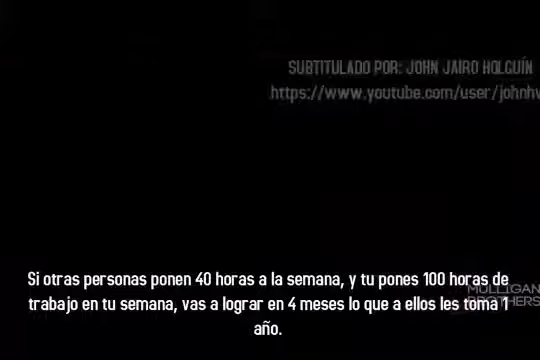 SUBTITULADO POR: JOHN JAIRO HOLGUÍN
https://www.youtube.com/user/johnhv
Si otras personas ponen 40 horas a la semana, y tu pones 100 horas de
trabajo en tu semana, vas a lograr en 4 meses lo que a ellos les toma 1
año.
MULLIGAN
BROTHERS